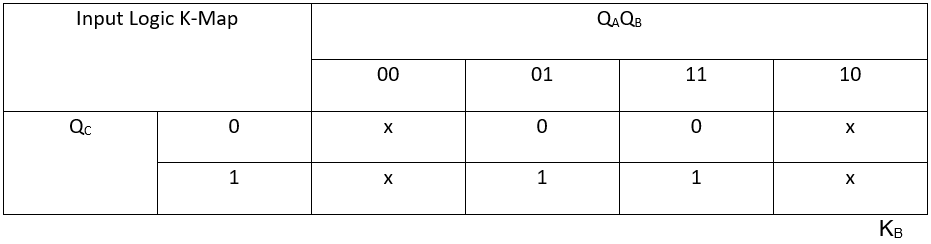 Input Logic K-Map QAQB
00 01 11 10
QC 0 x 0 0 x
1 x 1 1 x
KB